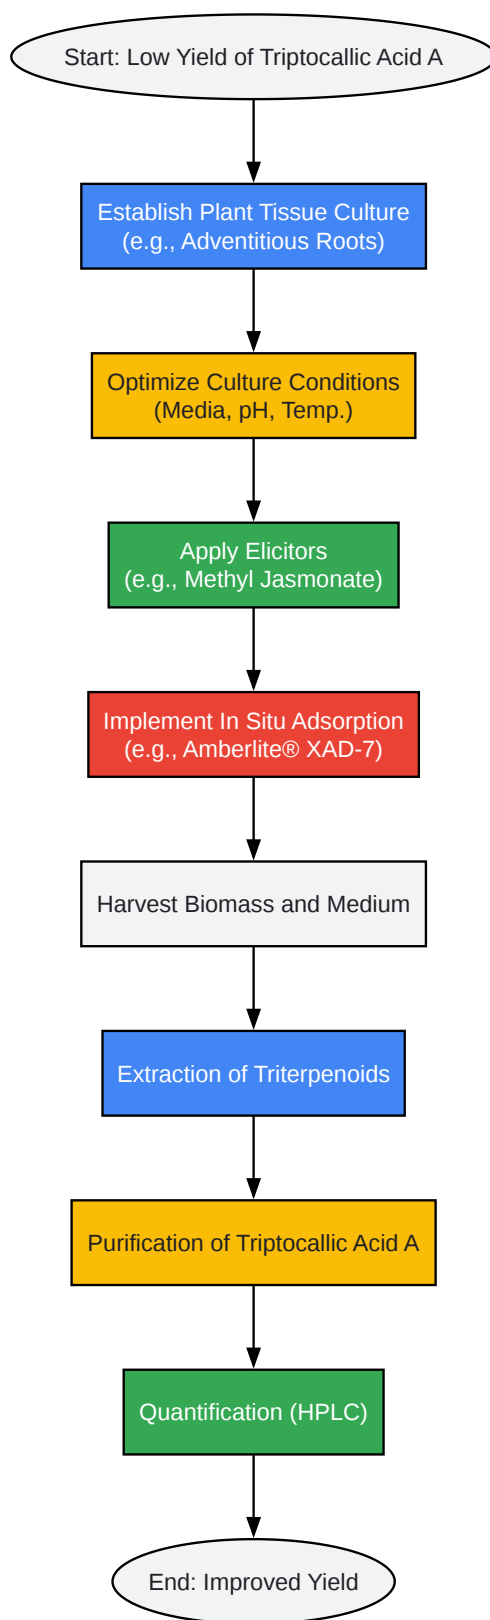 Start: Low Yield of Triptocallic Acid A
Establish Plant Tissue Culture
(e.g., Adventitious Roots)
Optimize Culture Conditions
(Media, pH, Temp.)
Apply Elicitors
(e.g., Methyl Jasmonate)
Implement In Situ Adsorption
(e.g., Amberlite® XAD-7)
Harvest Biomass and Medium
Extraction of Triterpenoids
Purification of Triptocallic Acid A
Quantification (HPLC)
End: Improved Yield